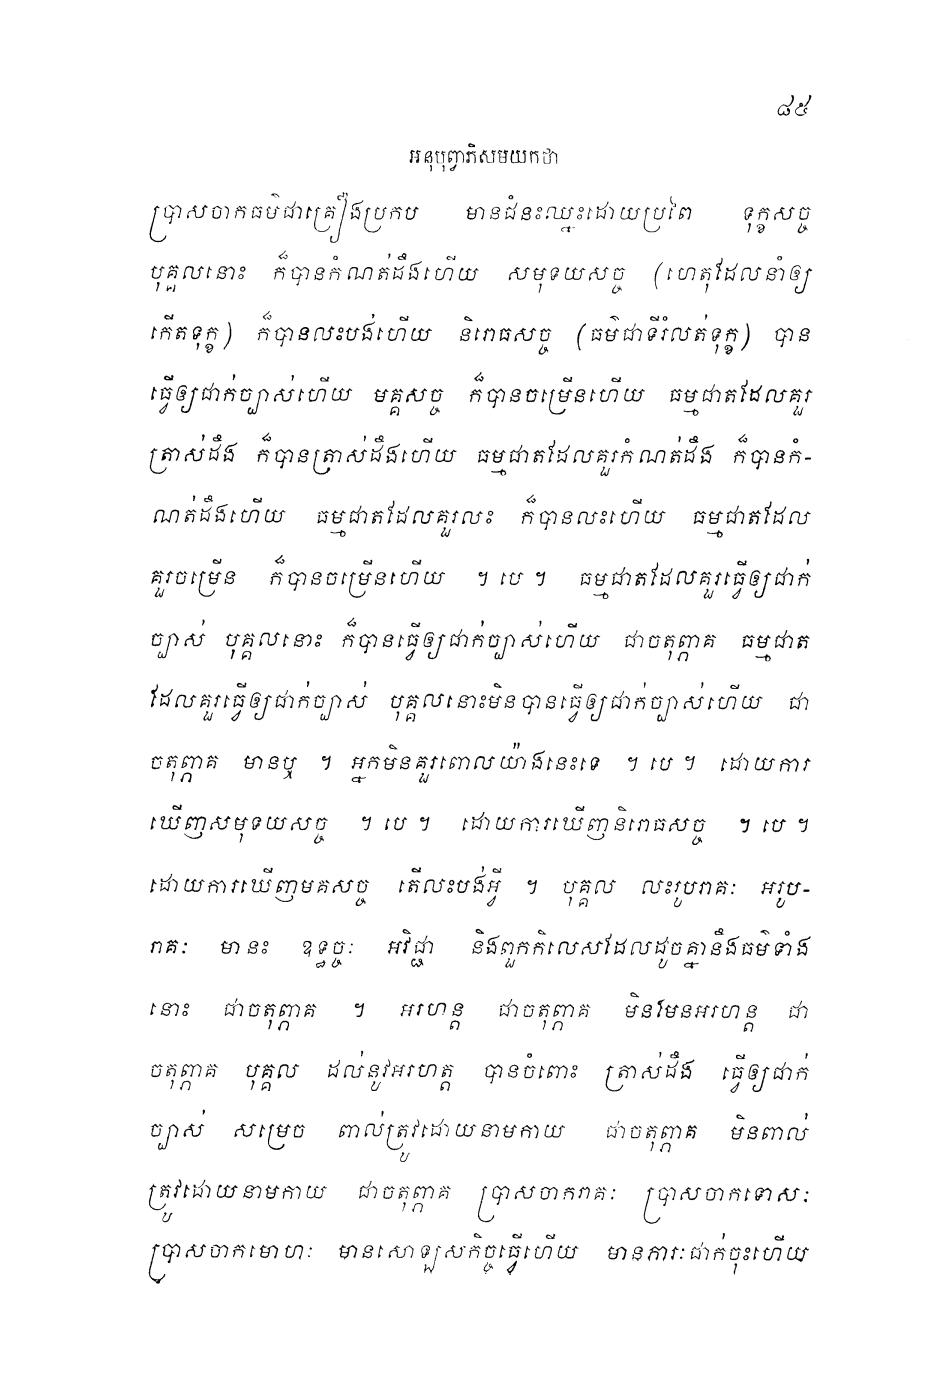 ៨៥
អនុបុព្វាភិសមយកថា
ប្រាសចាកធម៌ជាគ្រឿងប្រកប មានជំនះឈ្នះដោយប្រពៃ ទុក្ខសច្ច
បុគ្គលនោះ ក៏បានកំណត់ដឹងហើយ សមុទយសច្ច (ហេតុដែលនាំឲ្យ
កើតទុក្ខ) ក៏បានលះបង់ហើយ និរោធសច្ច (ធម៌ជាទីរំលត់ទុក្ខ) បាន
ធ្វើឲ្យជាក់ច្បាស់ហើយ មគ្គសច្ច ក៏បានចម្រើនហើយ ធម្មជាតដែលគួរ
ត្រាស់ដឹង ក៏បានត្រាស់ដឹងហើយ ធម្មជាតដែលគួរកំណត់ដឹង ក៏បានកំ-
ណត់ដឹងហើយ ធម្មជាតដែលគួរលះ ក៏បានលះហើយ ធម្មជាតដែល
គួរចម្រើន ក៏បានចម្រើនហើយ ។ បេ ។ ធម្មជាតដែលគួរធ្វើឲ្យជាក់
ច្បាស់ បុគ្គលនោះ ក៏បានធ្វើឲ្យជាក់ច្បាស់ហើយ ជាចតុព្ភាគ ធម្មជាត
ដែលគួរធ្វើឲ្យជាក់ច្បាស់ បុគ្គលនោះមិនបានធ្វើឲ្យជាក់ច្បាស់ហើយ ជា
ចតុព្ភាគ មានឬ ។ អ្នកមិនគួរពោលយ៉ាងនេះទេ ។ បេ ។ ដោយការ
ឃើញសមុទយសច្ច ។ បេ ។ ដោយការឃើញនិរោធសច្ច ។ បេ ។
ដោយការឃើញមគសច្ច តើលះបង់អ្វី ។ បុគ្គល លះរូបរាគៈ អរូប-
រាគៈ មានះ ឧទ្ធច្ចៈ អវិជ្ជា និងពួកកិលេសដែលដូចគ្នានឹងធម៌ទាំង
នោះ ជាចតុព្ភាគ ។ អរហន្ត ជាចតុព្ភាគ មិនមែនអរហន្ត ជា
ចតុព្ភាគ បុគ្គល ដល់នូវអរហត្ត បានចំពោះ ត្រាស់ដឹង ធ្វើឲ្យជាក់
ច្បាស់ សម្រេច ពាល់ត្រូវដោយនាមកាយ ជាចតុព្ភាគ មិនពាល់
ត្រូវដោយនាមកាយ ជាចតុព្ភាគ ប្រាសចាករាគៈ ប្រាសចាកទោសៈ
ប្រាសចាកមោហៈ មានសោឡសកិច្ចធ្វើហើយ មានភារៈដាក់ចុះហើយ